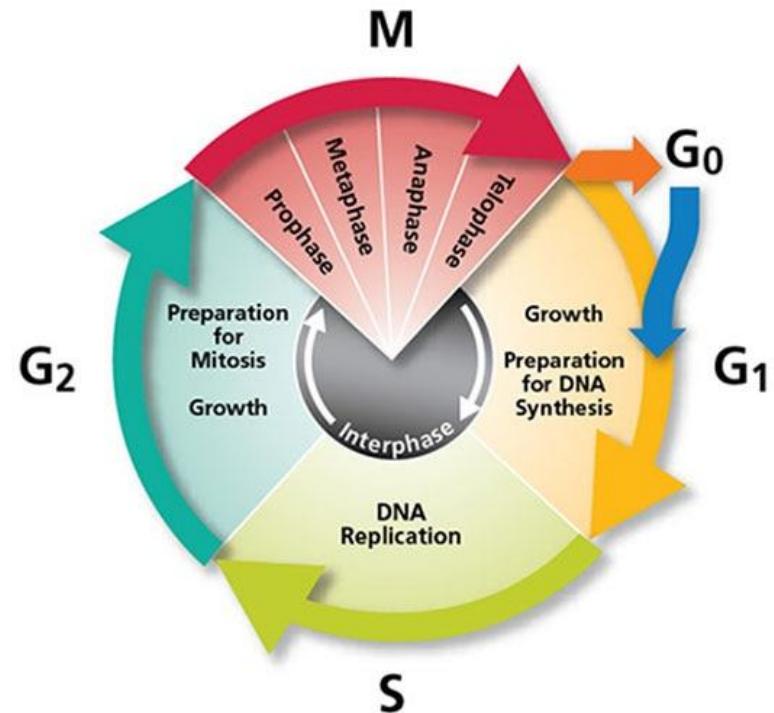 M
Prophase
Metaphase
Anaphase
Telophase
G0
Growth
Preparation
for DNA
Synthesis
G1
DNA
Replication
S
Preparation
for
Mitosis
Growth
G2
Interphase